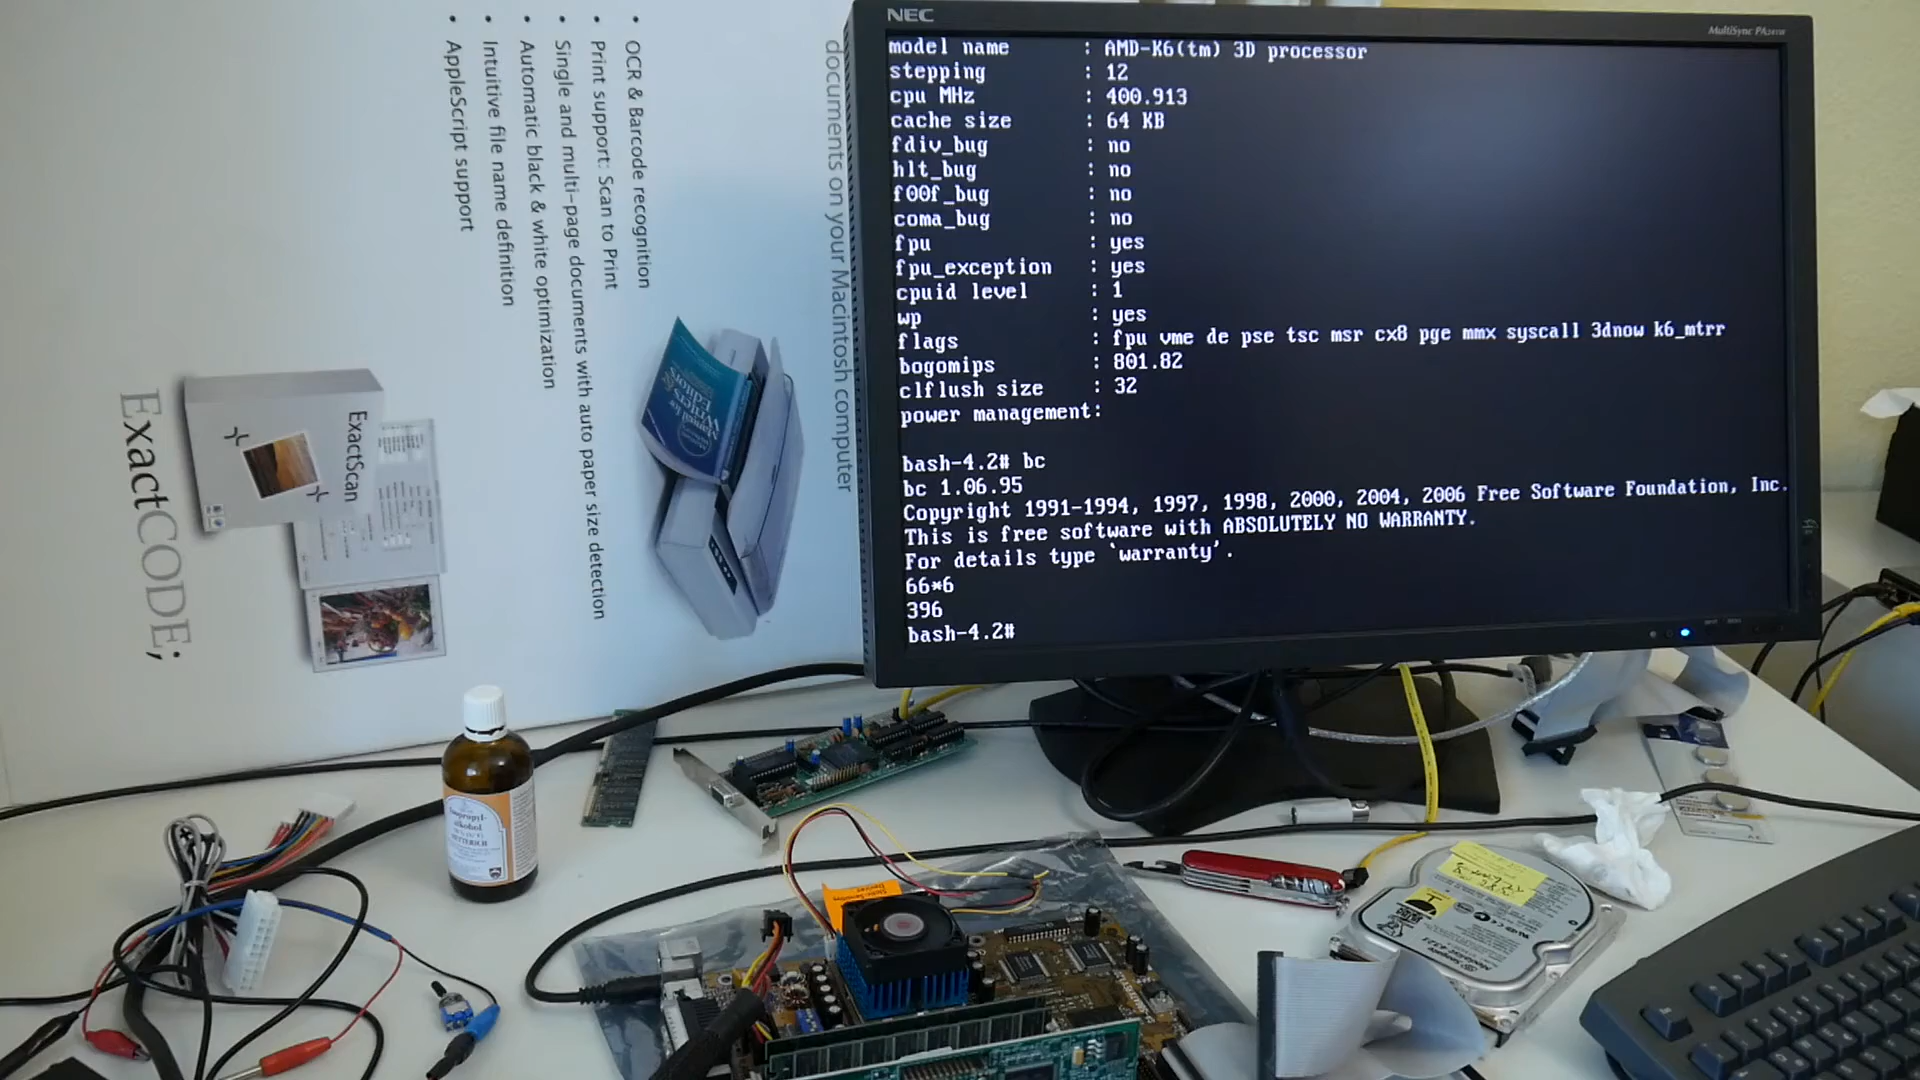 documents on your Macintosh computer
• OCR & Barcode recognition
• Print support: Scan to Print
• Single and multi-page documents with auto paper size detection
• Automatic black & white optimization
• Intuitive file name definition
• AppleScript support
ExactScan
ExactCODE;
Manual for
Writers
&
Editors
NEC
MultiSync
model name : AMD-K6(tm) 3D processor
stepping : 12
cpu MHz : 400.913
cache size : 64 KB
fdiv_bug : no
hlt_bug : no
f00f_bug : no
coma_bug : no
fpu : yes
fpu_exception : yes
cpuid level : 1
wp : yes
flags : fpu vme de pse tsc msr cx8 pge mmx syscall 3dnow k6_mtrr
bogomips : 801.82
clflush size : 32
power management:
bash-4.2# bc
bc 1.06.95
Copyright 1991-1994, 1997, 1998, 2000, 2004, 2006 Free Software Foundation, Inc.
This is free software with ABSOLUTELY NO WARRANTY.
For details type `warranty'.
66*6
396
bash-4.2#
alkohol